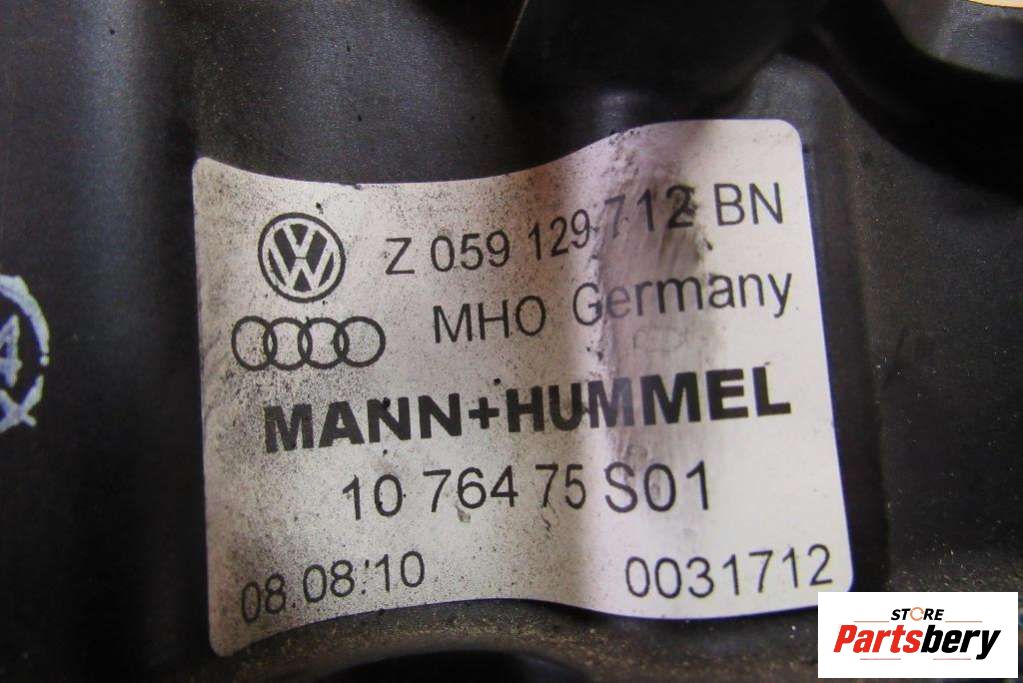 Z 059 129 712 BN
MHO Germany
MANN+HUMMEL
10 764 75 S01
08.08.'10 0031712
STORE
Partsbery